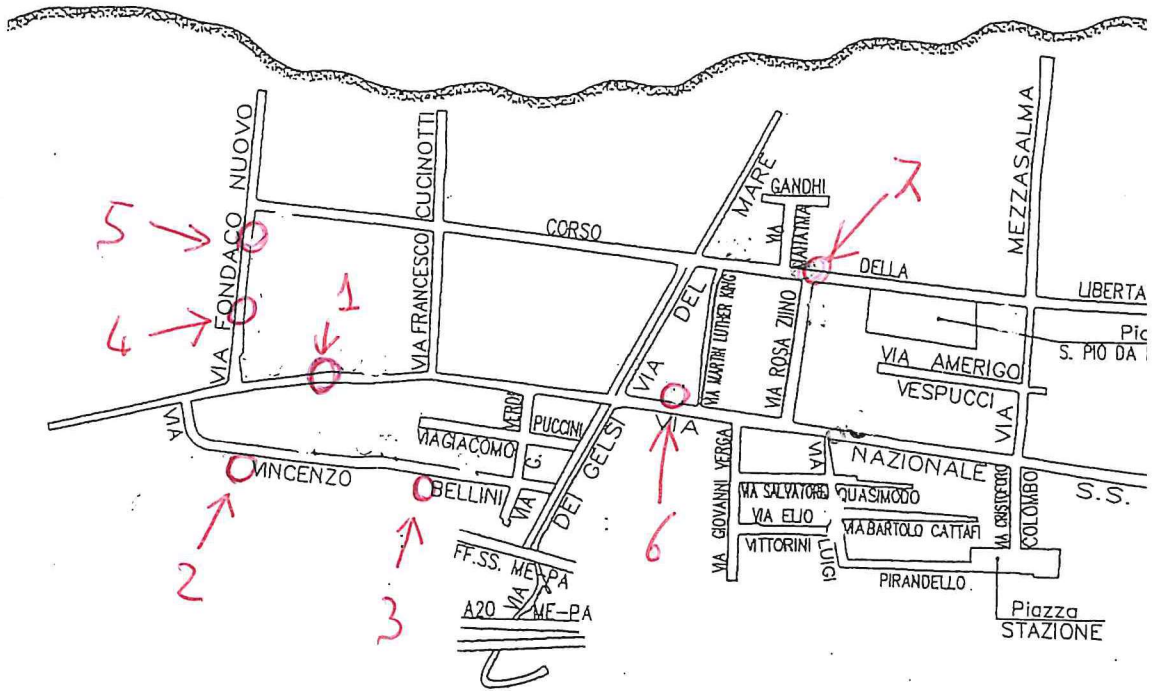 VIA FONDACO NUOVO
VIA FRANCESCO CUCINOTTI
CORSO
DELLA
LIBERTA
VIA DEL MARE
GANDHI
VIA
MAHATMA
MEZZASALMA
VIA
5
4
1
7
S. PIO DA
VIA AMERIGO
VESPUCCI
VIA MARTIN LUTHER KING
VIA ROSA ZIINO
VIA
NAZIONALE
S.S.
VIA
VINCENZO
BELLINI
VIA GIACOMO
PUCCINI
VIA G. VERDI
VIA DEI GELSI
VIA GIOVANNI VERGA
VIA SALVATORE QUASIMODO
VIA ELIO
VITTORINI
VIA BARTOLO CATTAFI
VIA LUIGI
PIRANDELLO
VIA CRISTOFORO
COLOMBO
2
3
6
FF.SS. ME-PA
A20 ME-PA
Piazza
STAZIONE